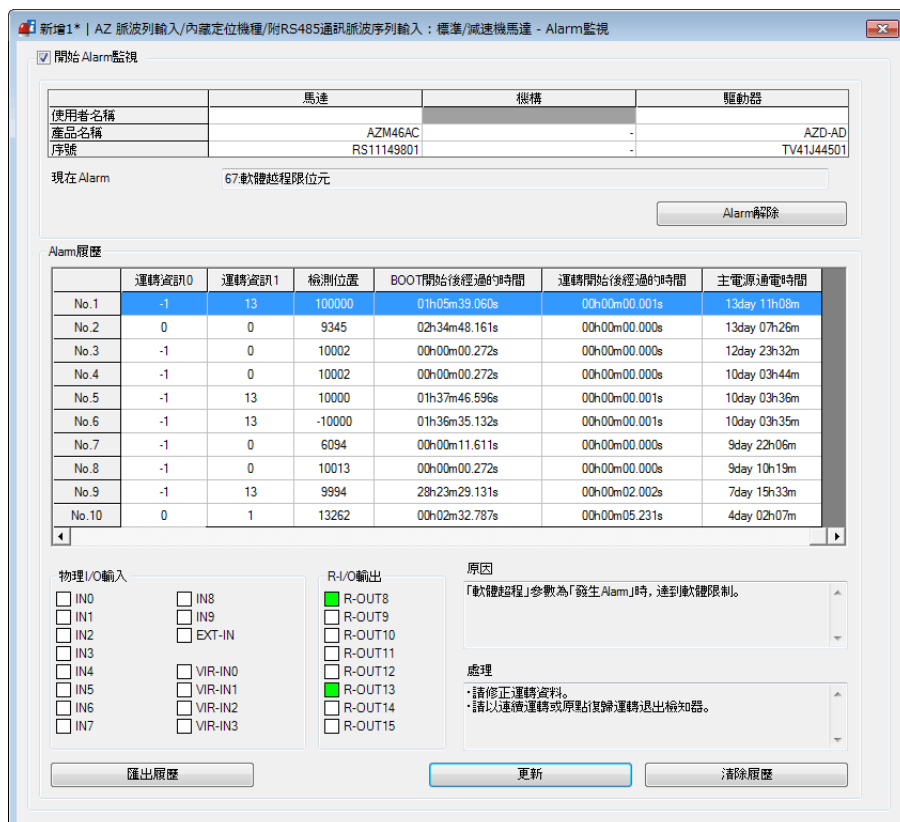 新增1* | AZ 脈波列輸入/內藏定位機種/附RS485通訊脈波序列輸入：標準/減速機馬達 - Alarm監視
開始 Alarm監視
馬達 機構 驅動器
使用者名稱
產品名稱 AZM46AC - AZD-AD
序號 RS11149801 - TV41J44501
現在 Alarm 67:軟體越程限位元
Alarm解除
Alarm履歷
運轉資訊0 運轉資訊1 檢測位置 BOOT開始後經過的時間 運轉開始後經過的時間 主電源通電時間
No.1 -1 13 100000 01h05m39.060s 00h00m00.001s 13day 11h08m
No.2 0 0 9345 02h34m48.161s 00h00m00.000s 13day 07h26m
No.3 -1 0 10002 00h00m00.272s 00h00m00.000s 12day 23h32m
No.4 -1 0 10002 00h00m00.272s 00h00m00.000s 10day 03h44m
No.5 -1 13 10000 01h37m46.596s 00h00m00.001s 10day 03h36m
No.6 -1 13 -10000 01h36m35.132s 00h00m00.001s 10day 03h35m
No.7 -1 0 6094 00h00m11.611s 00h00m00.000s 9day 22h06m
No.8 -1 0 10013 00h00m00.272s 00h00m00.000s 9day 10h19m
No.9 -1 13 9994 28h23m29.131s 00h00m02.002s 7day 15h33m
No.10 0 1 13262 00h02m32.787s 00h00m05.231s 4day 02h07m
物理I/O輸入
IN0 IN8
IN1 IN9
IN2 EXT-IN
IN3
IN4 VIR-IN0
IN5 VIR-IN1
IN6 VIR-IN2
IN7 VIR-IN3
R-I/O輸出
R-OUT8
R-OUT9
R-OUT10
R-OUT11
R-OUT12
R-OUT13
R-OUT14
R-OUT15
原因
「軟體超程」參數為「發生 Alarm」時，達到軟體限制。
處理
・請修正運轉資料。
・請以連續運轉或原點復歸運轉退出檢知器。
匯出履歷 更新 清除履歷